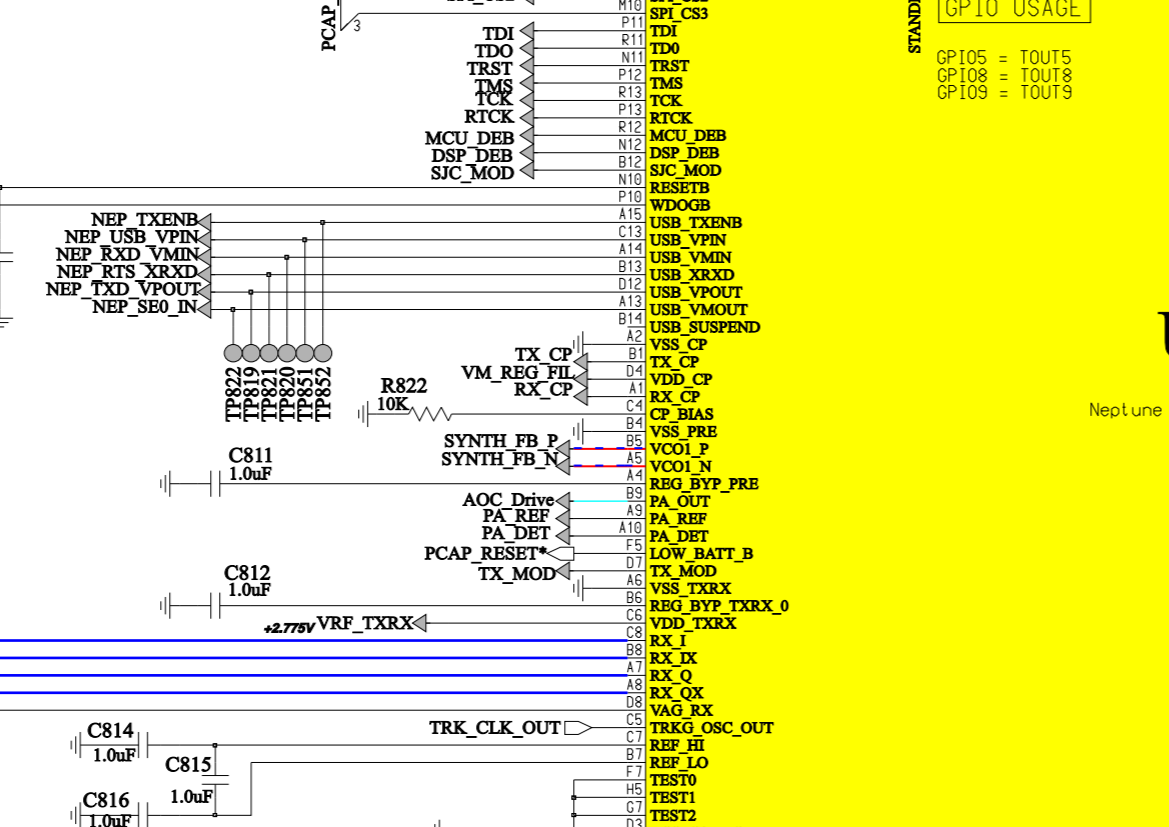 M10 SPI_CS3
GPIO USAGE
PCAP_
3
STAND
P11 TDI
TDI
R11 TD0
TDO
N11 TRST
TRST
P12 TMS
TMS
R13 TCK
TCK
P13 RTCK
RTCK
R12 MCU_DEB
MCU_DEB
N12 DSP_DEB
DSP_DEB
B12 SJC_MOD
SJC_MOD
GPIO5 = TOUT5
GPIO8 = TOUT8
GPIO9 = TOUT9
N10 RESETB
P10 WDOGB
NEP_TXENB A15 USB_TXENB
NEP_USB_VPIN C13 USB_VPIN
NEP_RXD_VMIN A14 USB_VMIN
NEP_RTS_XRXD B13 USB_XRXD
NEP_TXD_VPOUT D12 USB_VPOUT
NEP_SE0_IN A13 USB_VMOUT
B14 USB_SUSPEND
TP822
TP819
TP821
TP820
TP851
TP852
A2 VSS_CP
TX_CP B1 TX_CP
VM_REG_FIL D4 VDD_CP
RX_CP A1 RX_CP
R822
10K
C4 CP_BIAS
Neptune
B4 VSS_PRE
SYNTH_FB_P B5 VCO1_P
SYNTH_FB_N A5 VCO1_N
C811
1.0uF
A4 REG_BYP_PRE
AOC_Drive B9 PA_OUT
PA_REF A9 PA_REF
PA_DET A10 PA_DET
PCAP_RESET* F5 LOW_BATT_B
TX_MOD D7 TX_MOD
A6 VSS_TXRX
C812
1.0uF
B6 REG_BYP_TXRX_0
+2.775V VRF_TXRX C6 VDD_TXRX
C8 RX_I
B8 RX_IX
A7 RX_Q
A8 RX_QX
D8 VAG_RX
TRK_CLK_OUT C5 TRKG_OSC_OUT
C814
1.0uF
C7 REF_HI
C815
1.0uF
B7 REF_LO
F7 TEST0
C816
1.0uF
H5 TEST1
G7 TEST2
D3